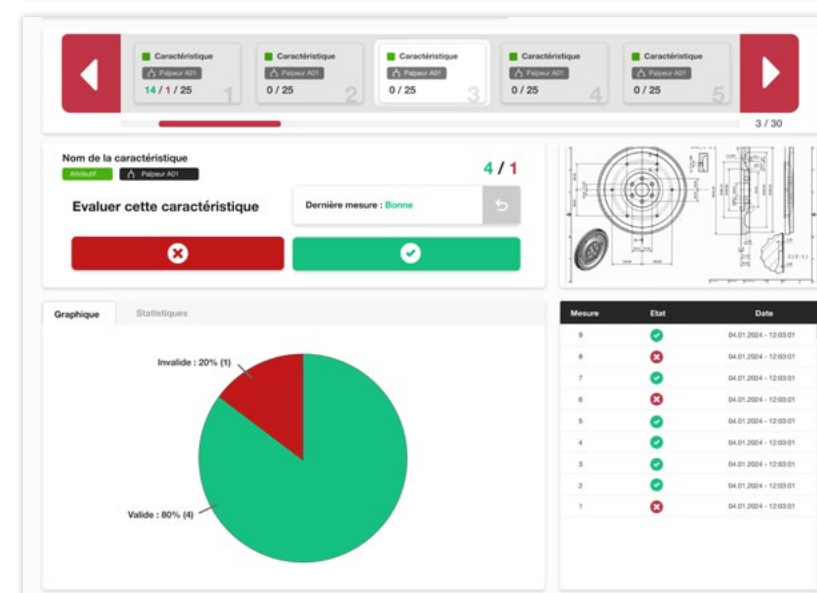 Caractéristique
Palpeur A01
14 / 1 / 25
1
Caractéristique
Palpeur A01
0 / 25
2
Caractéristique
Palpeur A01
0 / 25
3
Caractéristique
Palpeur A01
0 / 25
4
Caractéristique
Palpeur A01
0 / 25
5
3 / 30
Nom de la caractéristique
Attributif
Palpeur A01
4 / 1
Evaluer cette caractéristique
Dernière mesure : Bonne
Graphique
Statistiques
Invalide : 20% (1)
Valide : 80% (4)
Mesure Etat Date
9 04.01.2024 - 12:03:01
8 04.01.2024 - 12:03:01
7 04.01.2024 - 12:03:01
6 04.01.2024 - 12:03:01
5 04.01.2024 - 12:03:01
4 04.01.2024 - 12:03:01
3 04.01.2024 - 12:03:01
2 04.01.2024 - 12:03:01
1 04.01.2024 - 12:03:01